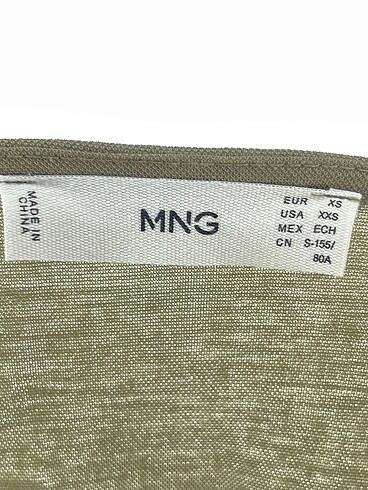 MADE IN
CHINA
MNG
EUR XS
USA XXS
MEX ECH
CN S-155/
80A